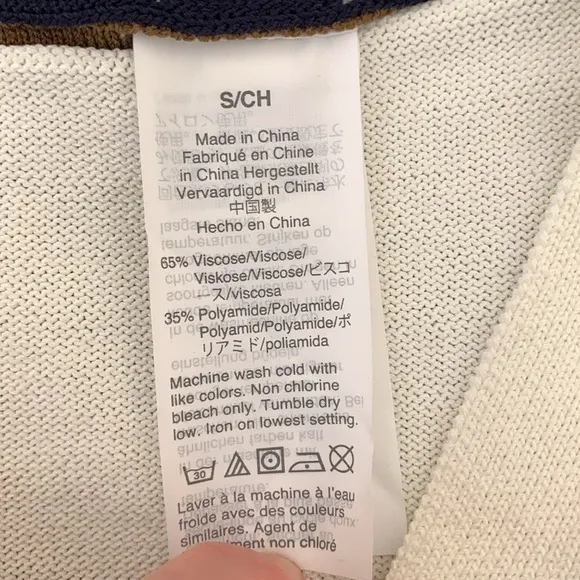 S/CH
Made in China
Fabriqué en Chine
in China Hergestellt
Vervaardigd in China
中国製
Hecho en China
65% Viscose/Viscose/
Viskose/Viscose/ビスコ
ース/viscosa
35% Polyamide/Polyamide/
Polyamid/Polyamide/ポ
リアミド/poliamida
Machine wash cold with
like colors. Non chlorine
bleach only. Tumble dry
low. Iron on lowest setting.
30
Laver à la machine à l'eau
froide avec des couleurs
similaires. Agent de
non chloré